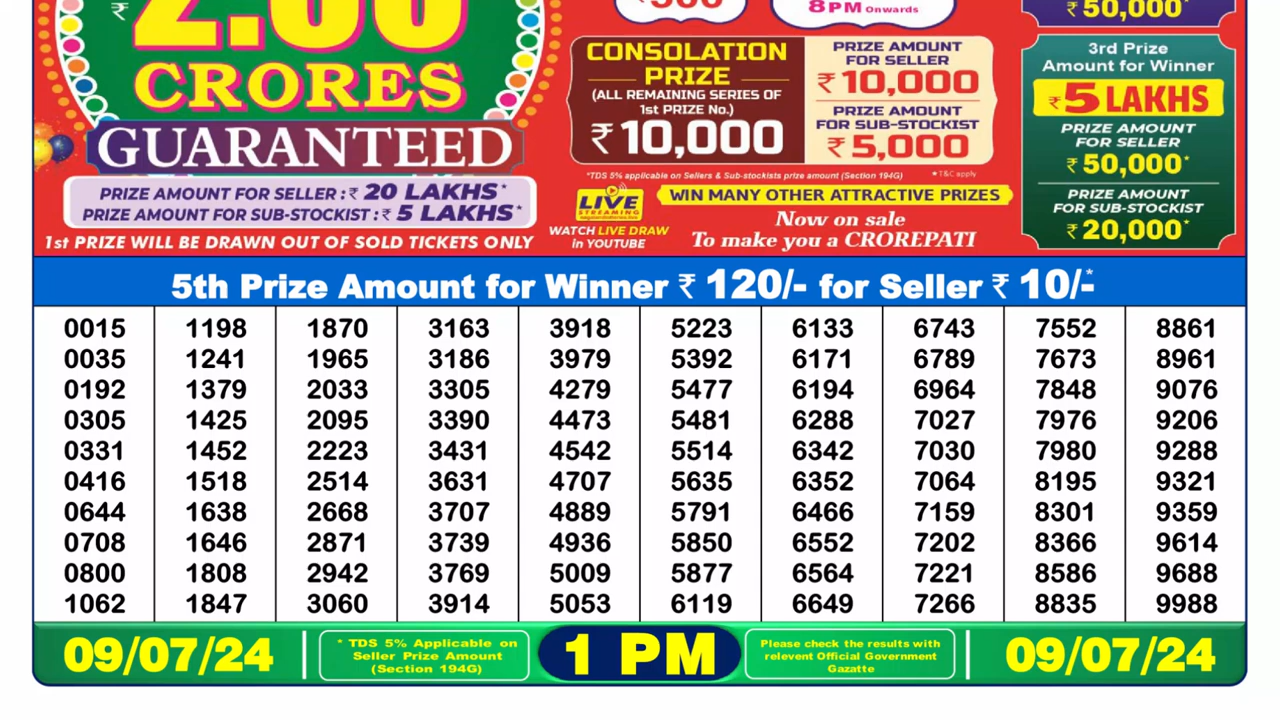 ₹ 2.00
CRORES
GUARANTEED
PRIZE AMOUNT FOR SELLER : ₹ 20 LAKHS*
PRIZE AMOUNT FOR SUB-STOCKIST : ₹ 5 LAKHS*
1st PRIZE WILL BE DRAWN OUT OF SOLD TICKETS ONLY
₹500
8PM Onwards
CONSOLATION
PRIZE
(ALL REMAINING SERIES OF
1st PRIZE No.)
₹ 10,000
PRIZE AMOUNT
FOR SELLER
₹ 10,000
PRIZE AMOUNT
FOR SUB-STOCKIST
₹ 5,000
*TDS 5% applicable on Sellers & Sub-stockists prize amount (Section 194G)
*T&C apply
LIVE
STREAMING
WATCH LIVE DRAW
in YOUTUBE
WIN MANY OTHER ATTRACTIVE PRIZES
Now on sale
To make you a CROREPATI
₹ 50,000*
3rd Prize
Amount for Winner
₹ 5 LAKHS
PRIZE AMOUNT
FOR SELLER
₹ 50,000*
PRIZE AMOUNT
FOR SUB-STOCKIST
₹ 20,000*
5th Prize Amount for Winner ₹ 120/- for Seller ₹ 10/-*
0015 1198 1870 3163 3918 5223 6133 6743 7552 8861
0035 1241 1965 3186 3979 5392 6171 6789 7673 8961
0192 1379 2033 3305 4279 5477 6194 6964 7848 9076
0305 1425 2095 3390 4473 5481 6288 7027 7976 9206
0331 1452 2223 3431 4542 5514 6342 7030 7980 9288
0416 1518 2514 3631 4707 5635 6352 7064 8195 9321
0644 1638 2668 3707 4889 5791 6466 7159 8301 9359
0708 1646 2871 3739 4936 5850 6552 7202 8366 9614
0800 1808 2942 3769 5009 5877 6564 7221 8586 9688
1062 1847 3060 3914 5053 6119 6649 7266 8835 9988
09/07/24
* TDS 5% Applicable on
Seller Prize Amount
(Section 194G)
1 PM
Please check the results with
relevent Official Government
Gazatte
09/07/24